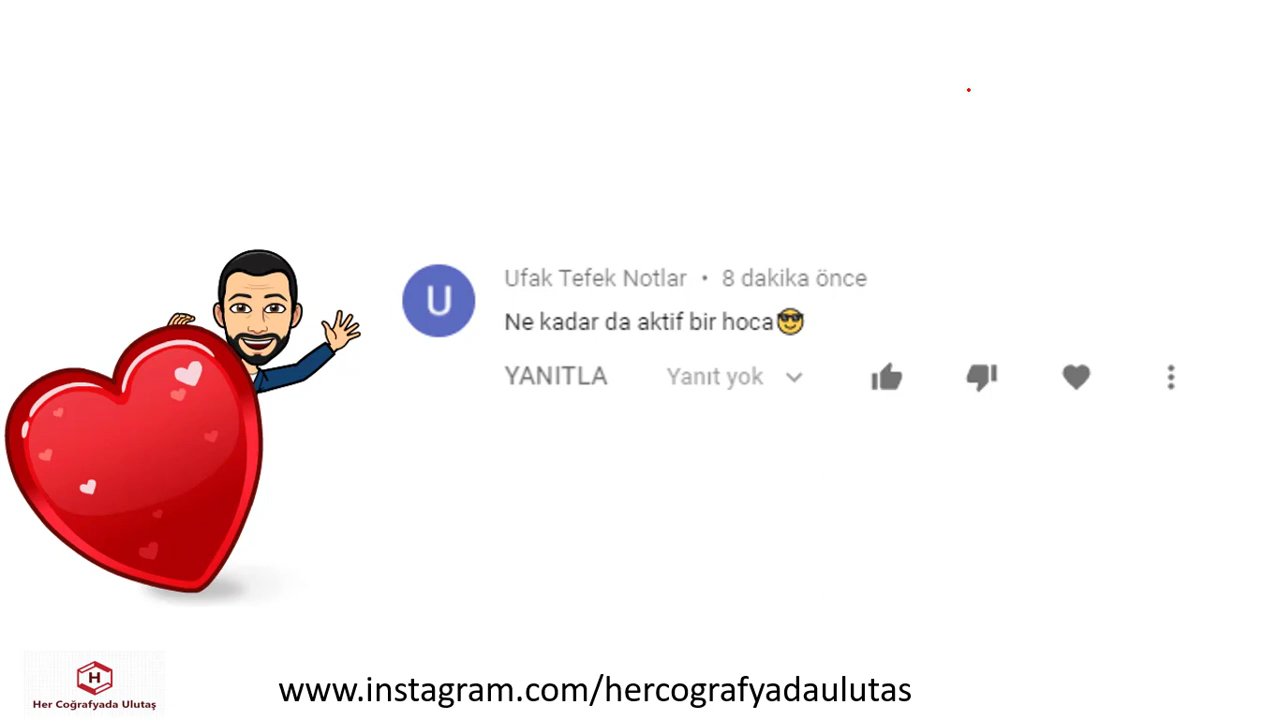 U
Ufak Tefek Notlar • 8 dakika önce
Ne kadar da aktif bir hoca😎
YANITLA Yanıt yok
H
Her Coğrafyada Ulutaş
www.instagram.com/hercografyadaulutas